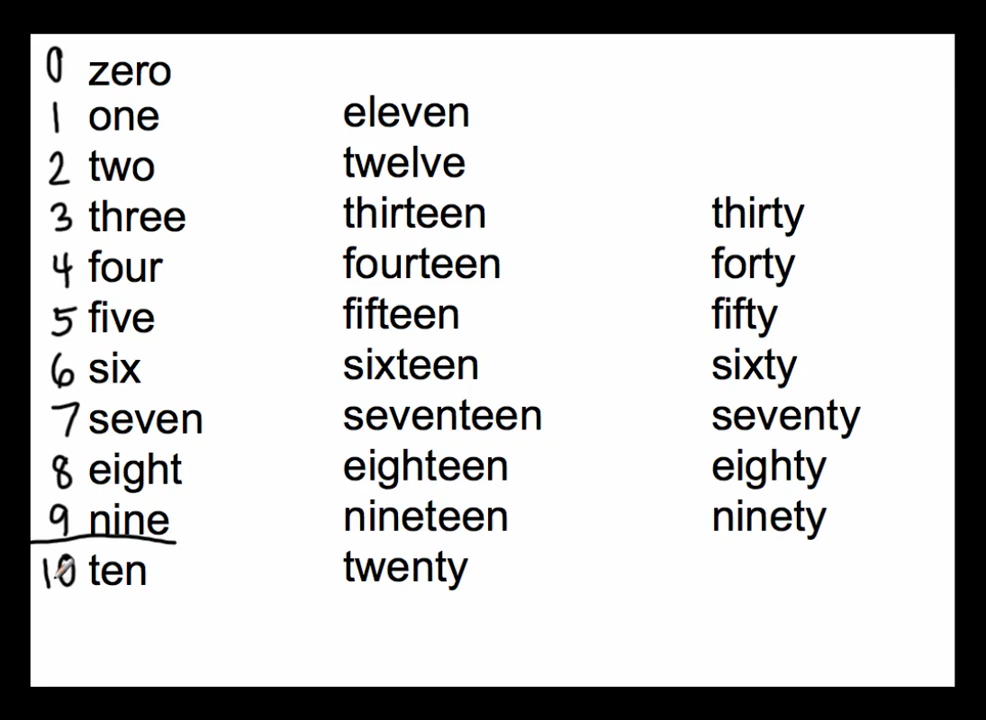 0 zero
1 one eleven
2 two twelve
3 three thirteen thirty
4 four fourteen forty
5 five fifteen fifty
6 six sixteen sixty
7 seven seventeen seventy
8 eight eighteen eighty
9 nine nineteen ninety
10 ten twenty